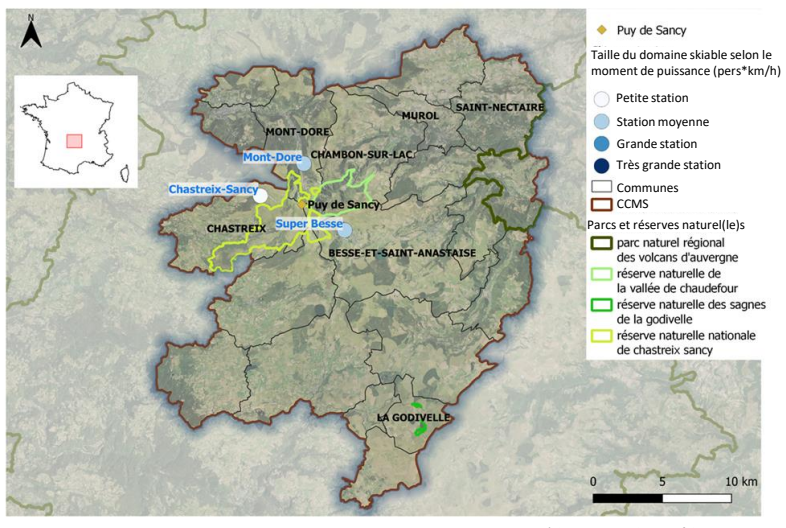 N
MONT-DORE
MUROL
SAINT-NECTAIRE
Mont-Dore
CHAMBON-SUR-LAC
Chastreix-Sancy
Puy de Sancy
CHASTREIX
Super Besse
BESSE-ET-SAINT-ANASTAISE
LA GODIVELLE
Puy de Sancy
Taille du domaine skiable selon le
moment de puissance (pers*km/h)
Petite station
Station moyenne
Grande station
Très grande station
Communes
CCMS
Parcs et réserves naturel(le)s
parc naturel régional
des volcans d'auvergne
réserve naturelle de
la vallée de chaudefour
réserve naturelle des sagnes
de la godivelle
réserve naturelle nationale
de chastreix sancy
0 5 10 km